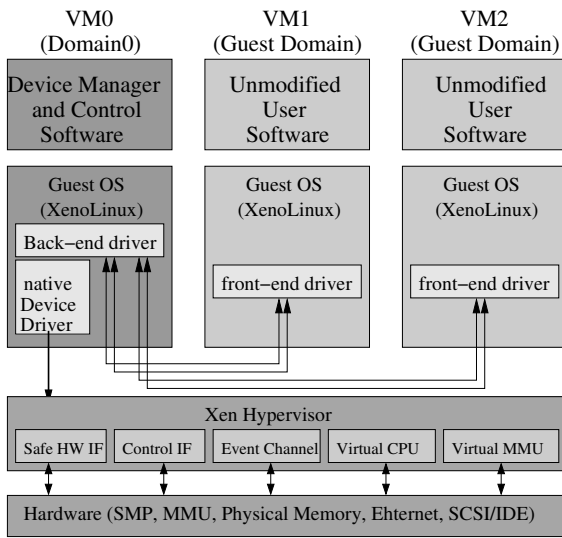 VM0
(Domain0)
VM1
(Guest Domain)
VM2
(Guest Domain)
Device Manager
and Control
Software
Unmodified
User
Software
Unmodified
User
Software
Guest OS
(XenoLinux)
Back-end driver
native
Device
Driver
Guest OS
(XenoLinux)
front-end driver
Guest OS
(XenoLinux)
front-end driver
Xen Hypervisor
Safe HW IF
Control IF
Event Channel
Virtual CPU
Virtual MMU
Hardware (SMP, MMU, Physical Memory, Ehternet, SCSI/IDE)